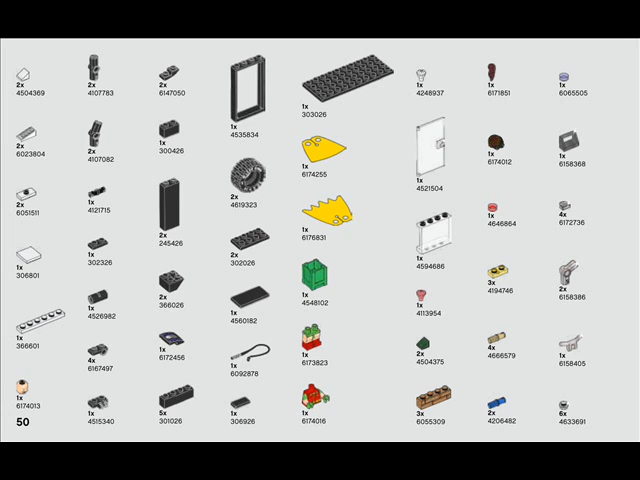 2x
4504369
2x
6023804
2x
6051511
1x
306801
1x
366601
1x
6174013
50
2x
4107783
2x
4107082
1x
4121715
2x
302326
1x
4526982
4x
6167497
1x
4515340
2x
6147050
1x
300426
2x
245426
2x
366026
1x
6172456
5x
301026
1x
4535834
2x
4619323
2x
302026
1x
4560182
1x
6092878
1x
306926
1x
303026
1x
6174255
1x
6176831
1x
4548102
1x
6173823
1x
6174016
1x
4248937
1x
4521504
1x
4594686
1x
4113954
2x
4504375
3x
6055309
1x
6171851
1x
6174012
1x
4646864
3x
4194746
4x
4666579
2x
4206482
1x
6065505
1x
6158368
4x
6172736
2x
6158386
1x
6158405
6x
4633691